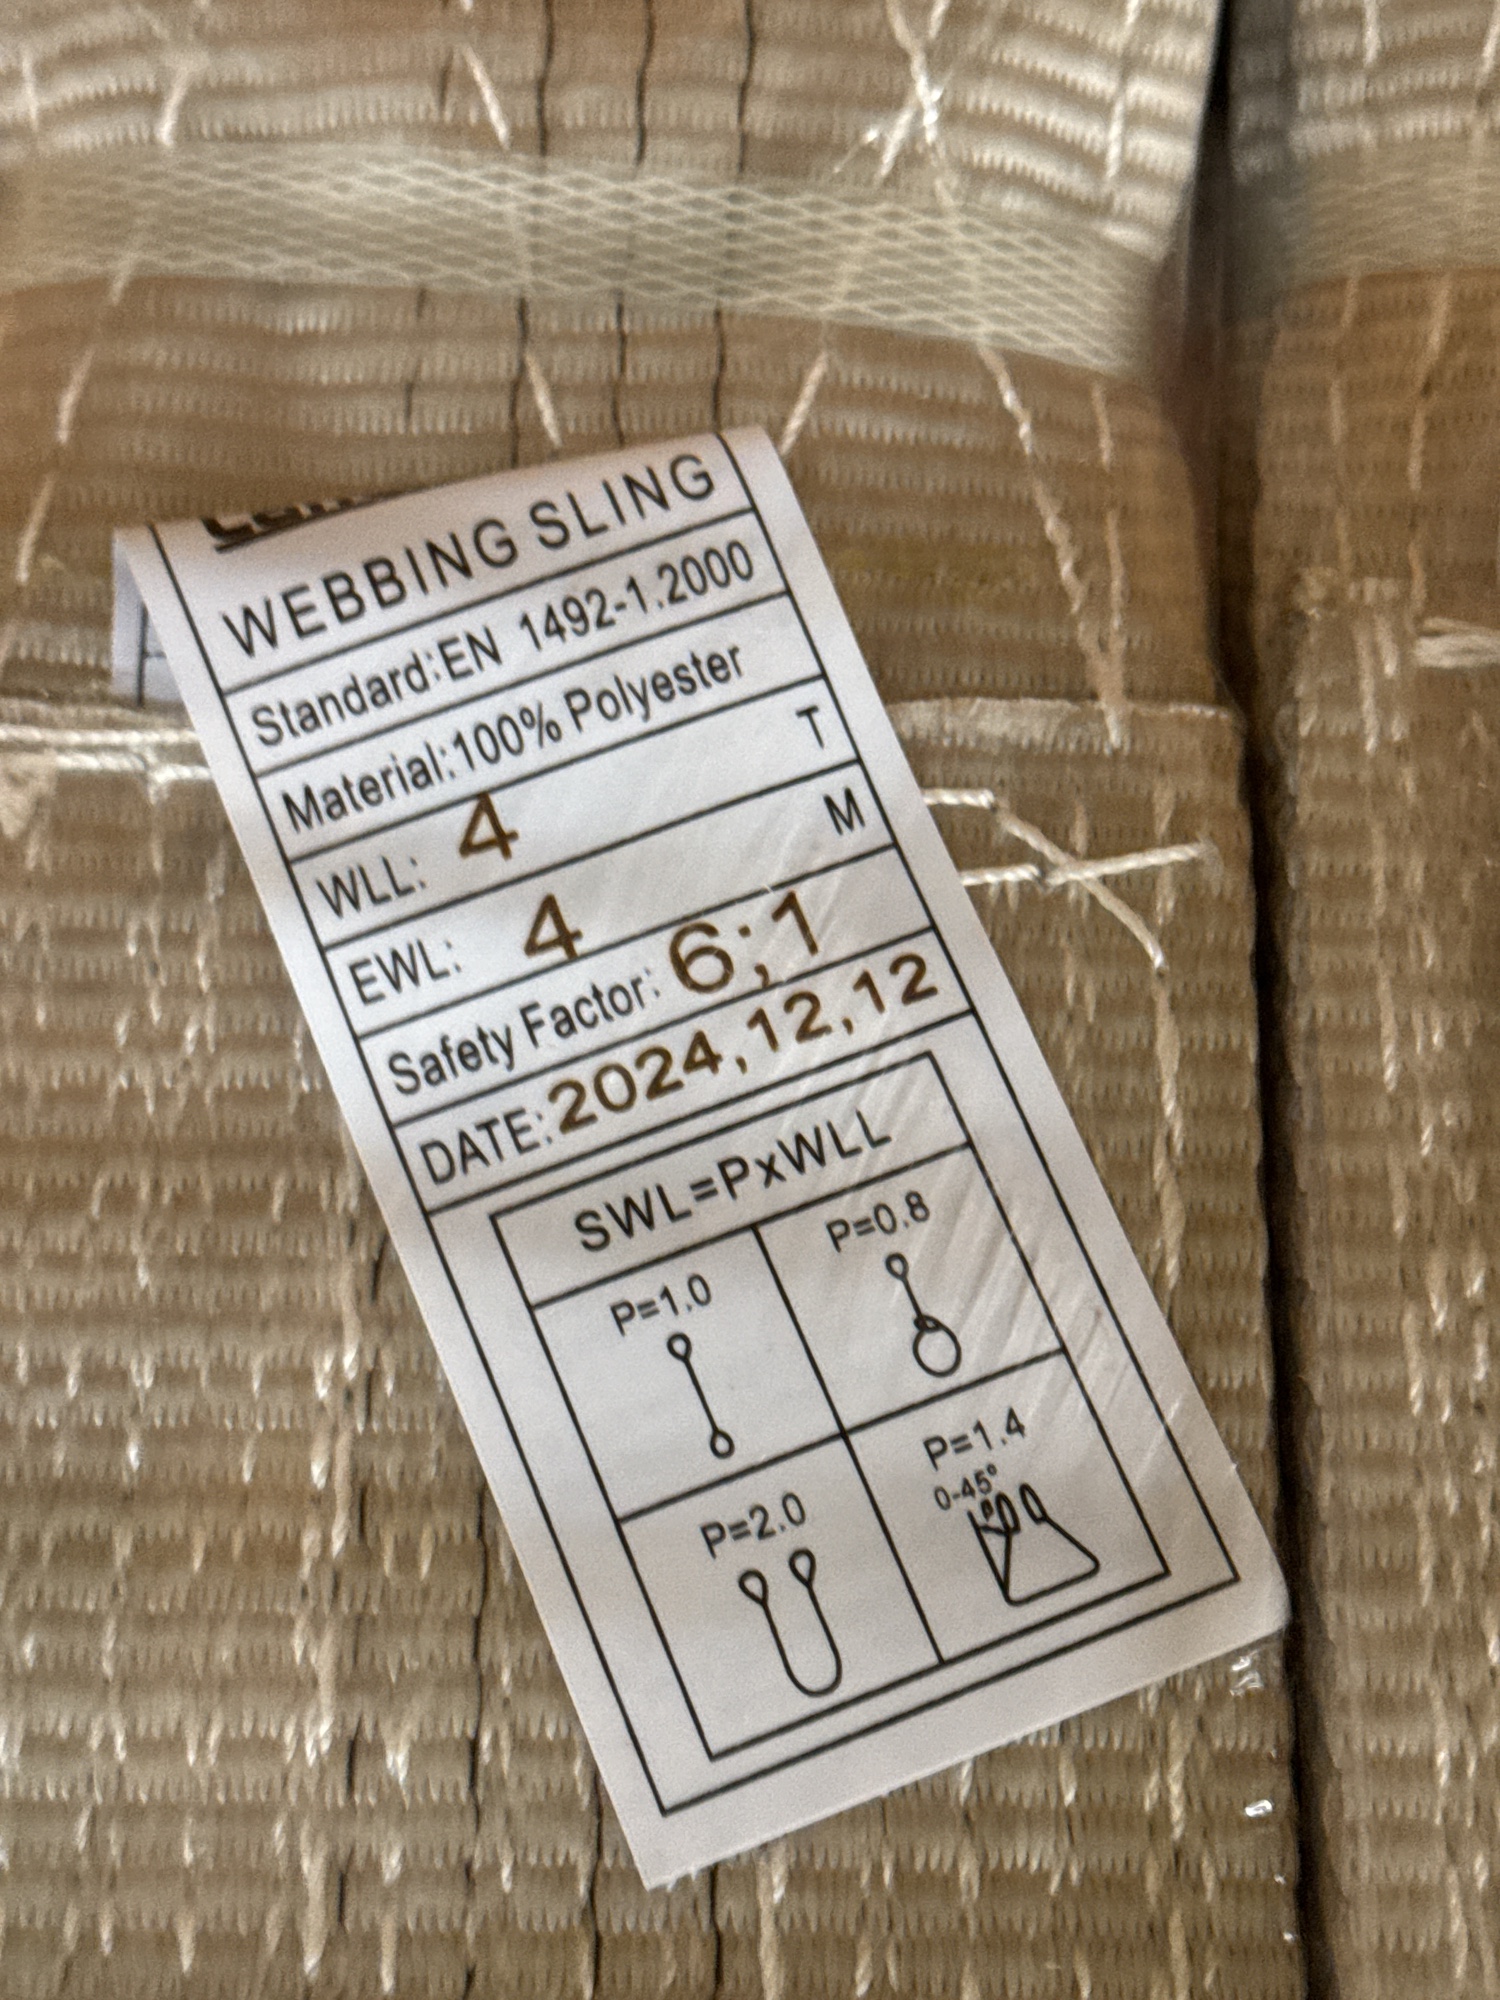 WEBBING SLING
Standard:EN 1492-1.2000
Material:100% Polyester
WLL: 4 T
EWL: 4 M
Safety Factor: 6;1
DATE:2024,12,12
SWL=PxWLL
P=1.0
P=0.8
P=2.0
P=1.4
0-45°
β